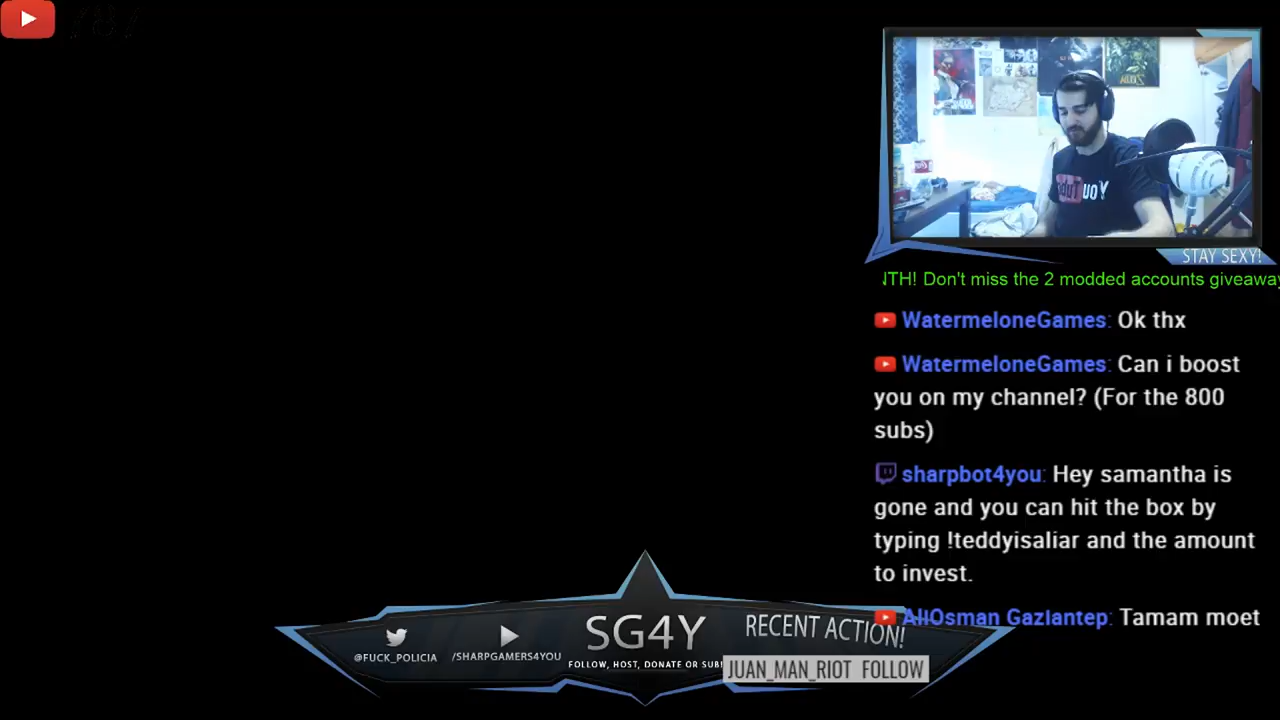 STAY SEXY!
NTH! Don't miss the 2 modded accounts giveaway
WatermeloneGames: Ok thx
WatermeloneGames: Can i boost
you on my channel? (For the 800
subs)
sharpbot4you: Hey samantha is
gone and you can hit the box by
typing !teddyisaliar and the amount
to invest.
AliOsman Gaziantep: Tamam moet
@FUCK_POLICIA
/SHARPGAMERS4YOU
SG4Y
FOLLOW, HOST, DONATE OR SUB!
RECENT ACTION!
JUAN_MAN_RIOT FOLLOW